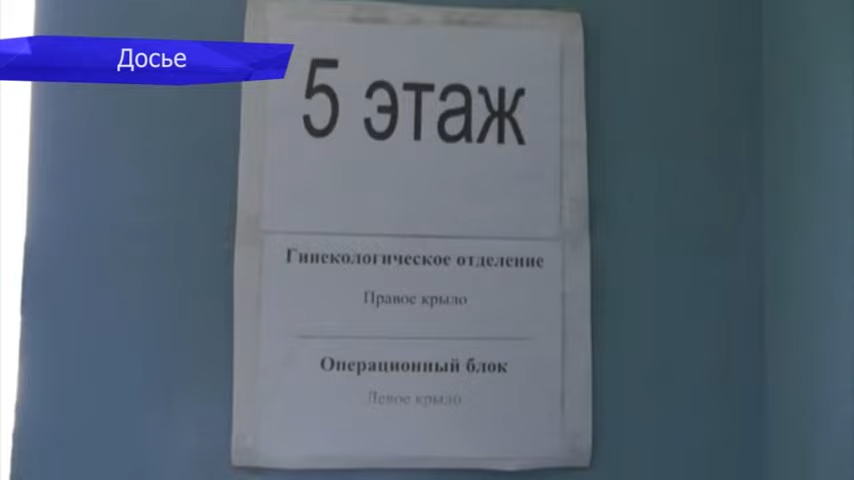 Досье
5 этаж
Гинекологическое отделение
Правое крыло
Операционный блок
Левое крыло